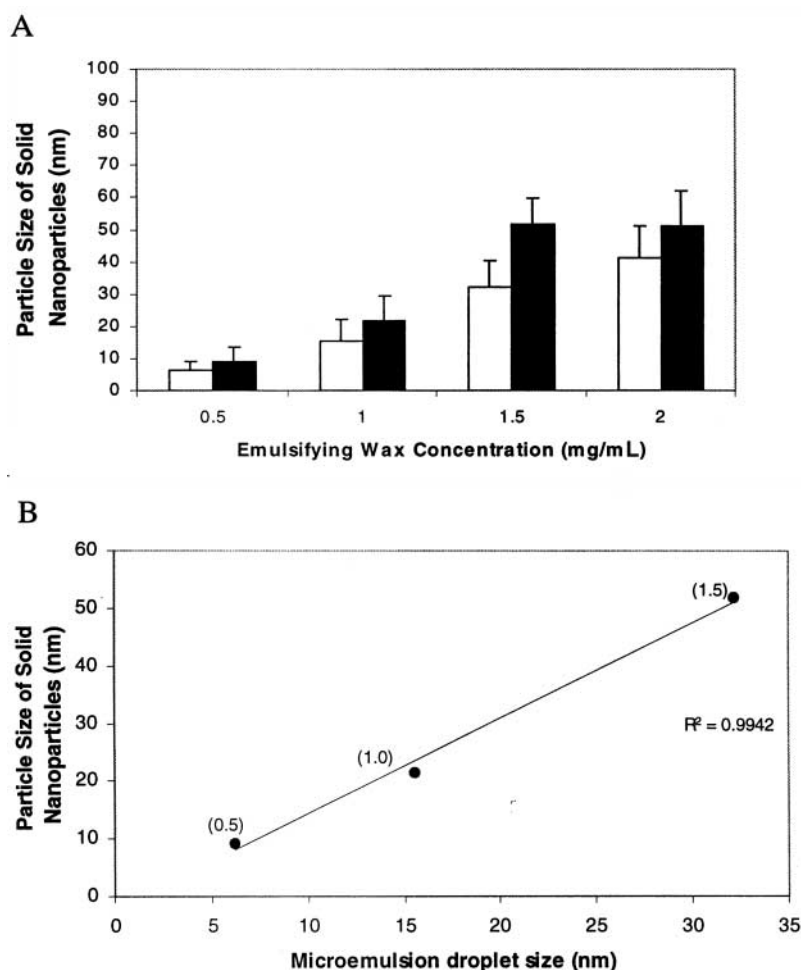 A
Particle Size of Solid
Nanoparticles (nm)
100
90
80
70
60
50
40
30
20
10
0
0.5 1 1.5 2
Emulsifying Wax Concentration (mg/mL)
B
Particle Size of Solid
Nanoparticles (nm)
60
50
40
30
20
10
0
(1.5)
(1.0)
(0.5)
R² = 0.9942
0 5 10 15 20 25 30 35
Microemulsion droplet size (nm)